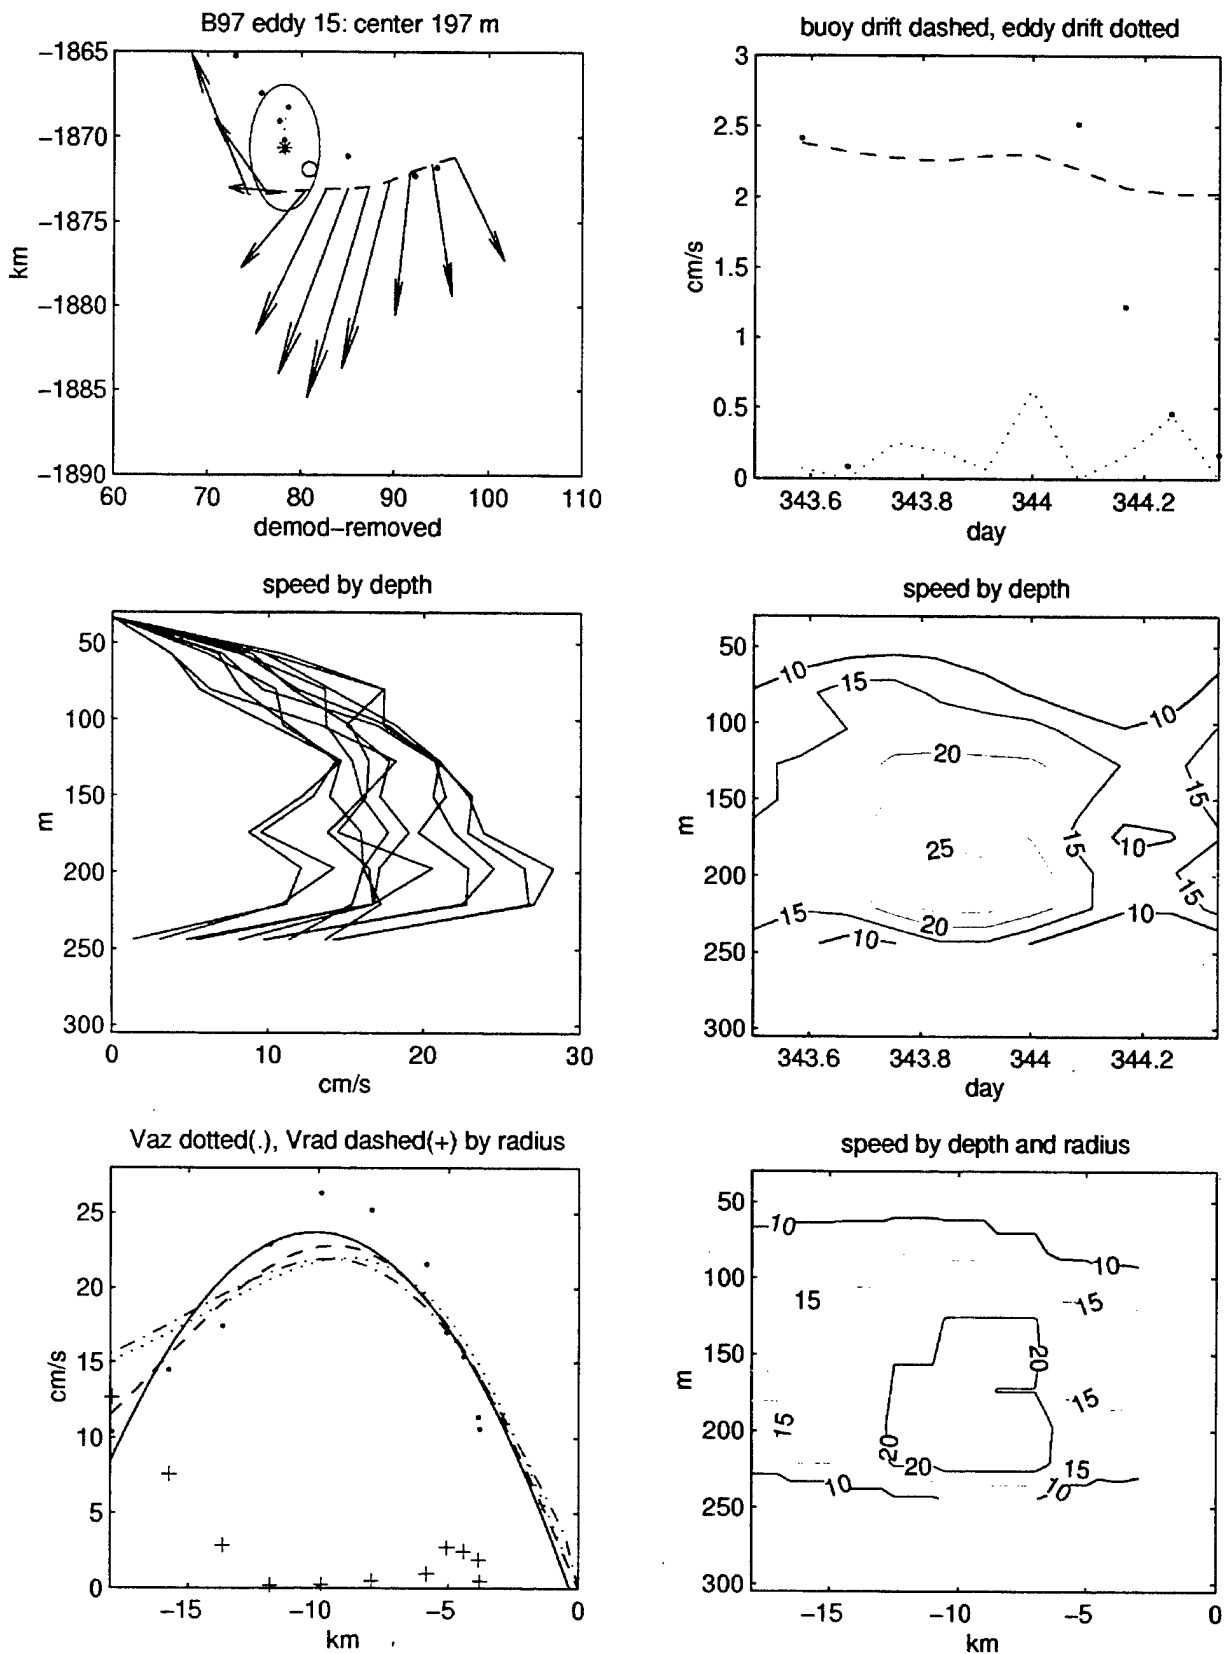 B97 eddy 15: center 197 m
−1865
−1870
−1875
−1880
−1885
−1890
km
60 70 80 90 100 110
demod−removed
buoy drift dashed, eddy drift dotted
3
2.5
2
1.5
1
0.5
0
cm/s
343.6 343.8 344 344.2
day
speed by depth
50
100
150
200
250
300
m
0 10 20 30
cm/s
speed by depth
50
100
150
200
250
300
m
10
15
10
20
15
25
15
10
15
15
20
10
10
343.6 343.8 344 344.2
day
Vaz dotted(.), Vrad dashed(+) by radius
25
20
15
10
5
0
cm/s
−15 −10 −5 0
km
speed by depth and radius
50
100
150
200
250
300
m
10
10
15
15
20
15
15
20
20
15
10
10
−15 −10 −5 0
km